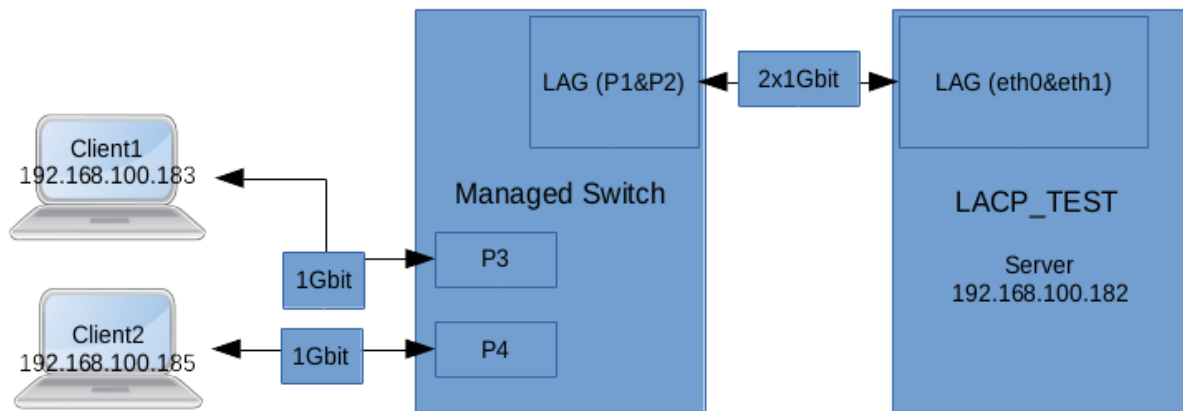 LAG (P1&P2)
2x1Gbit
LAG (eth0&eth1)
Client1
192.168.100.183
Managed Switch
LACP_TEST
P3
1Gbit
Server
192.168.100.182
Client2
192.168.100.185
1Gbit
P4